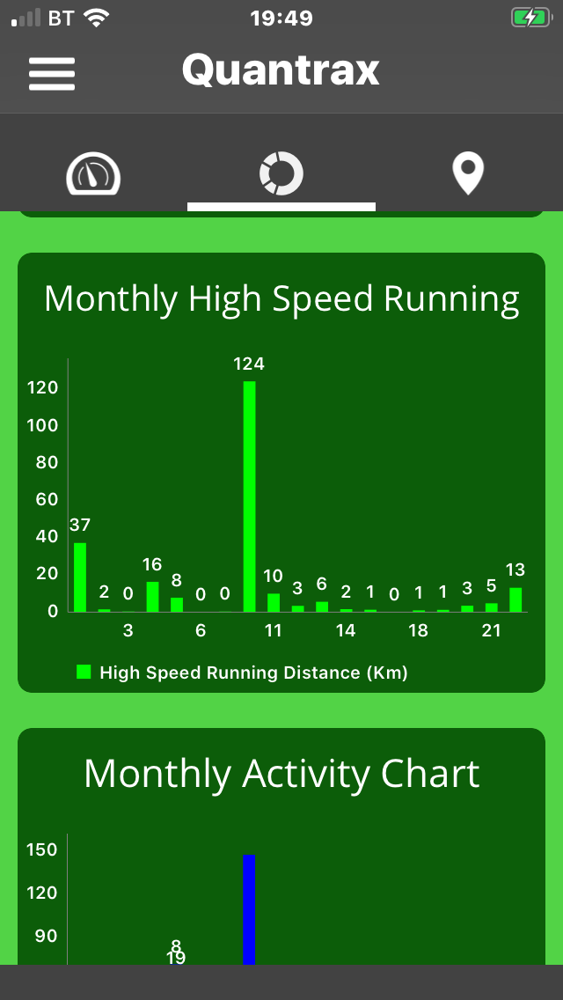 BT 19:49
Quantrax
Monthly High Speed Running
124
120
100
80
60
40
20
0
37 2 0 16 8 0 0 10 3 6 2 1 0 1 1 3 5 13
3 6 11 14 18 21
High Speed Running Distance (Km)
Monthly Activity Chart
150
120
90
8
19